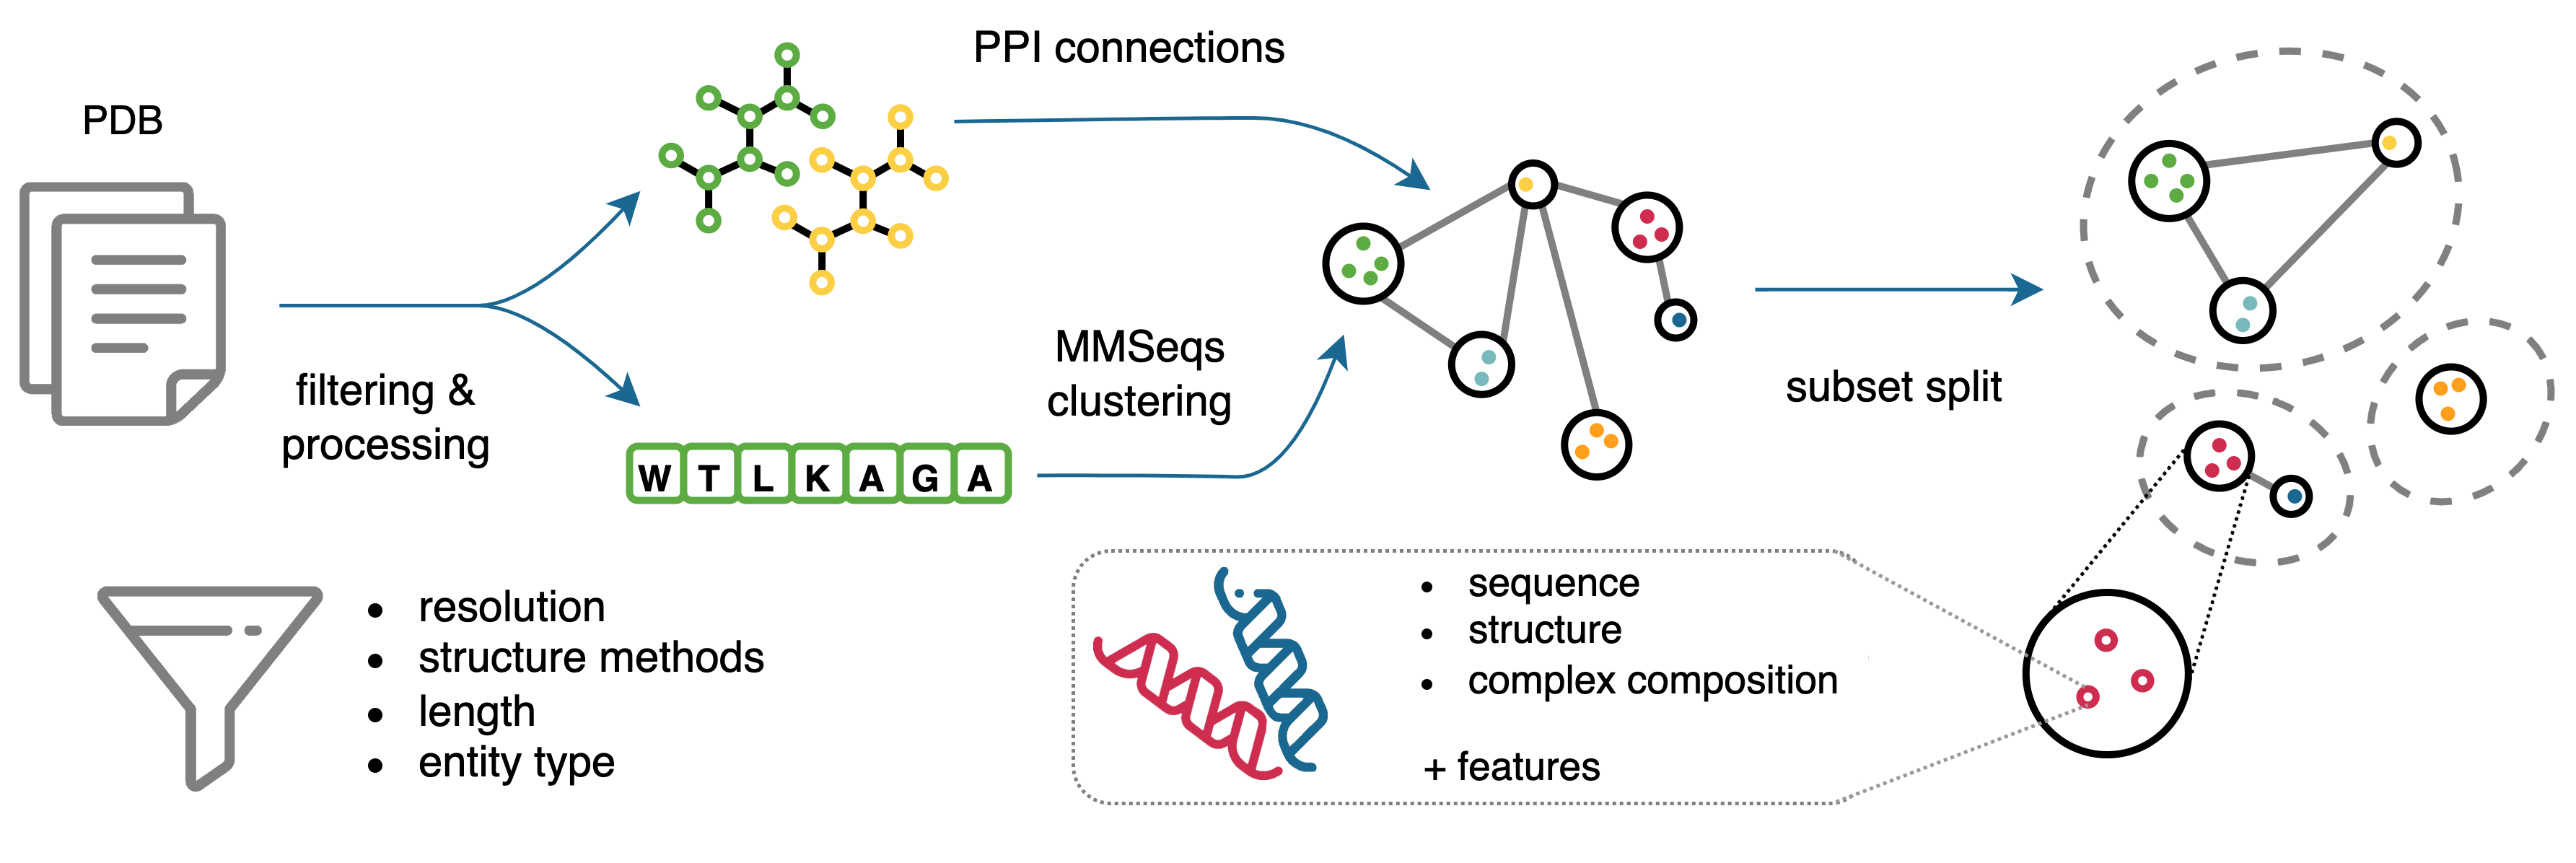 PDB
filtering &
processing
PPI connections
MMSeqs
clustering
W T L K A G A
subset split
• resolution
• structure methods
• length
• entity type
• sequence
• structure
• complex composition
+ features